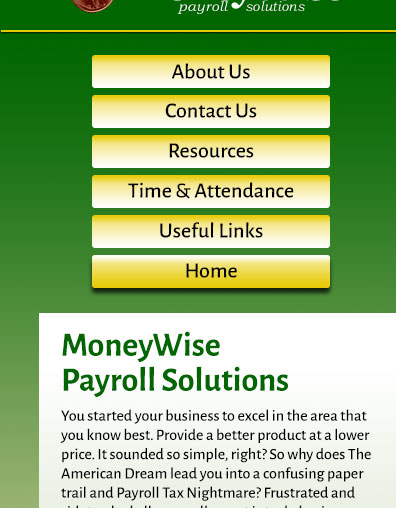 payroll solutions
About Us
Contact Us
Resources
Time & Attendance
Useful Links
Home
MoneyWise
Payroll Solutions
You started your business to excel in the area that
you know best. Provide a better product at a lower
price. It sounded so simple, right? So why does The
American Dream lead you into a confusing paper
trail and Payroll Tax Nightmare? Frustrated and